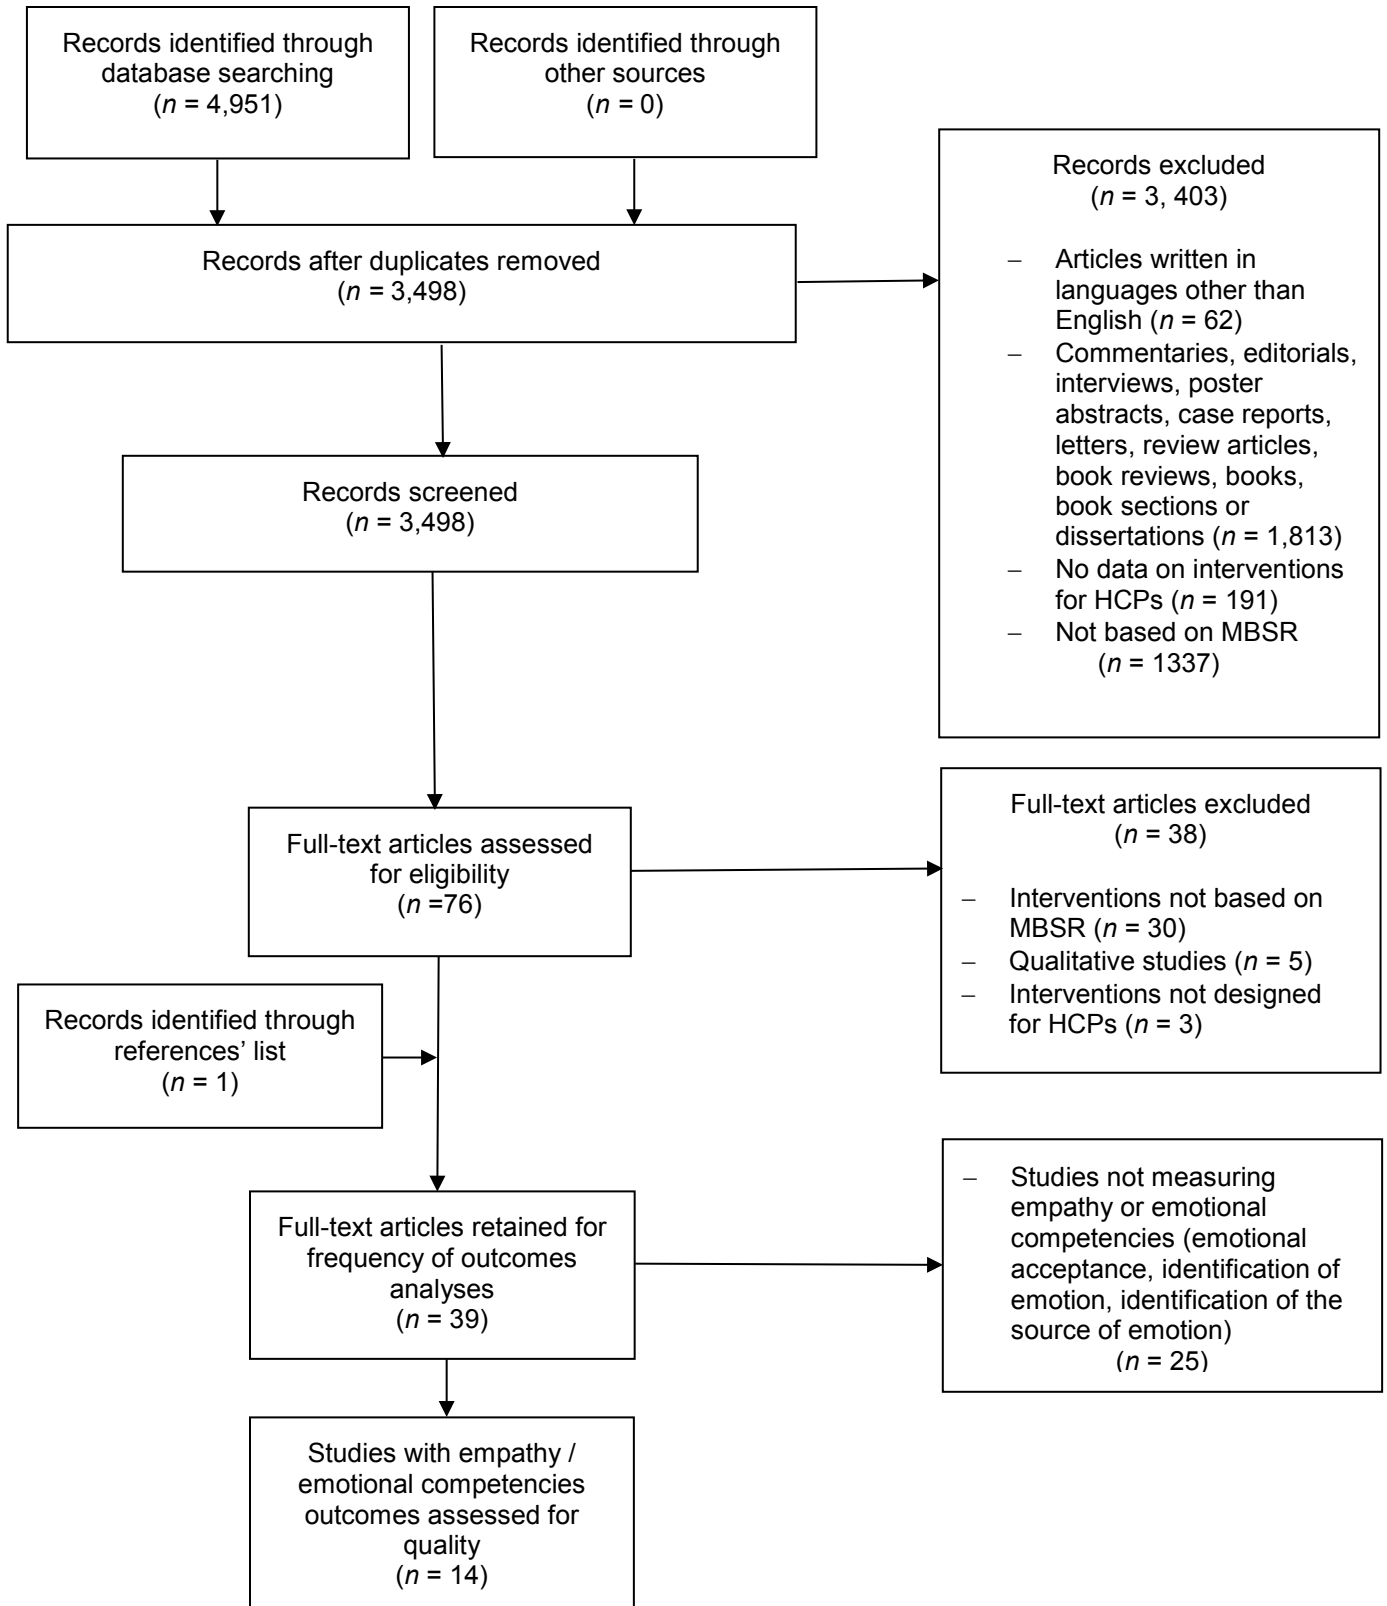 Records identified through
database searching
(n = 4,951)
Records identified through
other sources
(n = 0)
Records after duplicates removed
(n = 3,498)
Records excluded
(n = 3, 403)
– Articles written in
languages other than
English (n = 62)
– Commentaries, editorials,
interviews, poster
abstracts, case reports,
letters, review articles,
book reviews, books,
book sections or
dissertations (n = 1,813)
– No data on interventions
for HCPs (n = 191)
– Not based on MBSR
(n = 1337)
Records screened
(n = 3,498)
Full-text articles assessed
for eligibility
(n =76)
Full-text articles excluded
(n = 38)
– Interventions not based on
MBSR (n = 30)
– Qualitative studies (n = 5)
– Interventions not designed
for HCPs (n = 3)
Records identified through
references’ list
(n = 1)
Full-text articles retained for
frequency of outcomes
analyses
(n = 39)
– Studies not measuring
empathy or emotional
competencies (emotional
acceptance, identification of
emotion, identification of the
source of emotion)
(n = 25)
Studies with empathy /
emotional competencies
outcomes assessed for
quality
(n = 14)